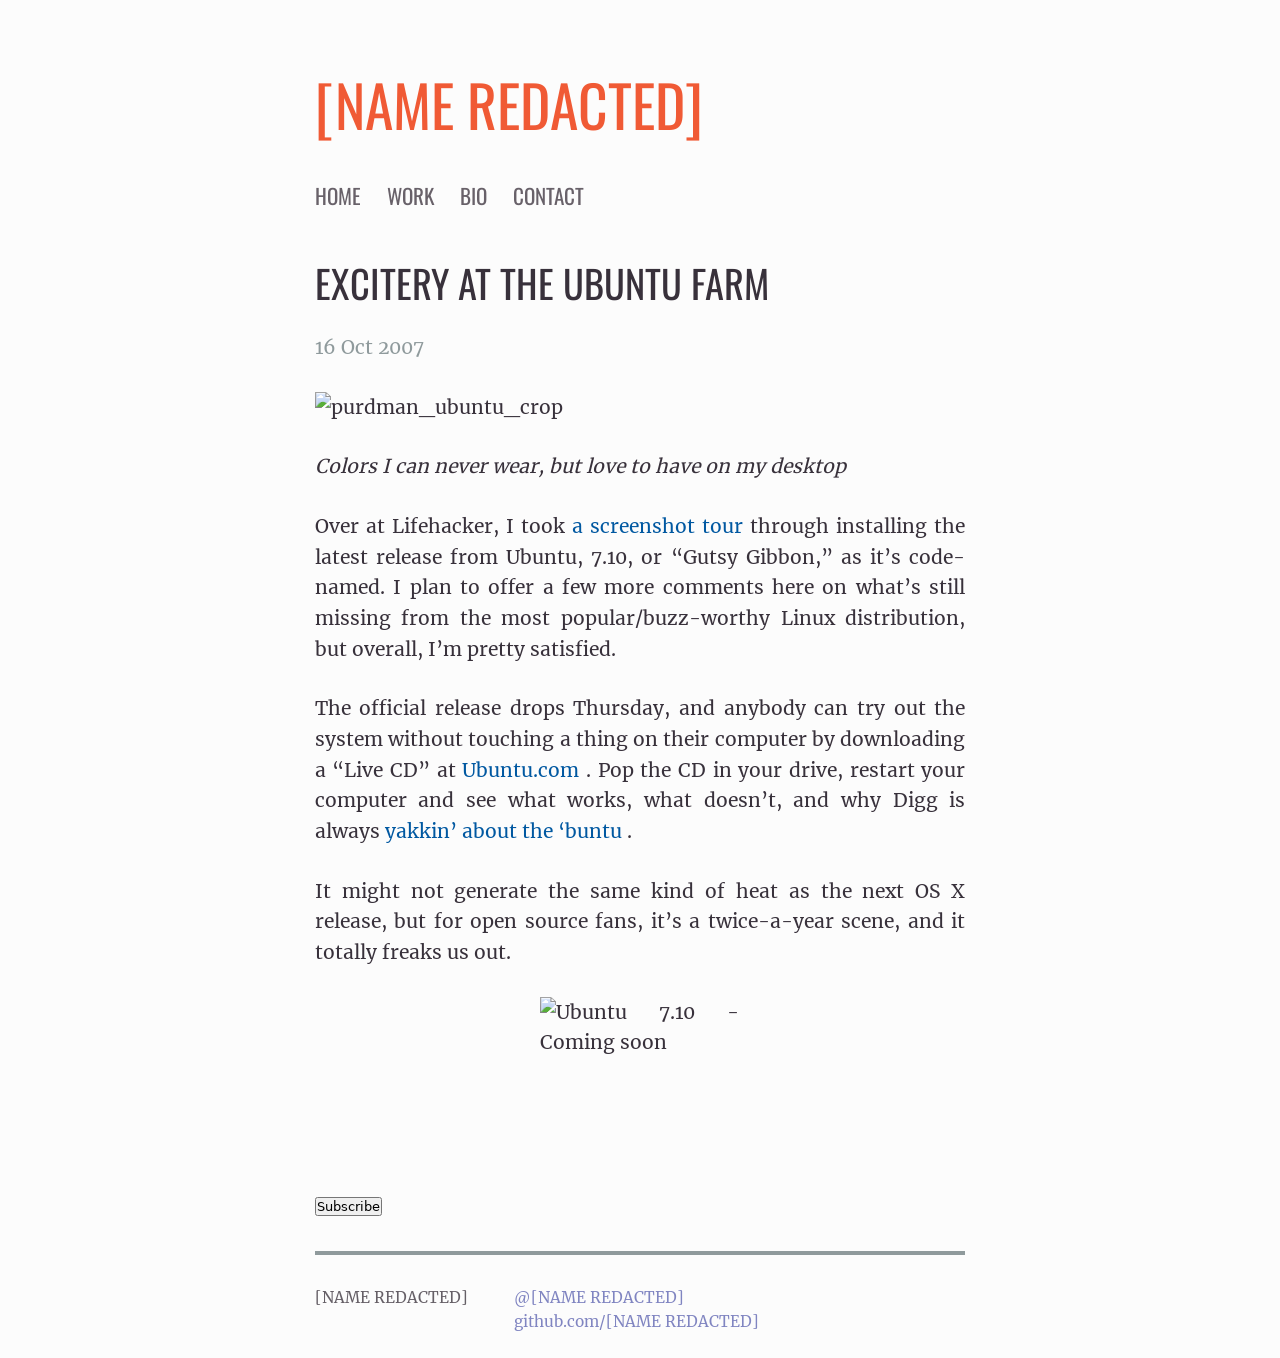 [NAME REDACTED]
HOME WORK BIO CONTACT
EXCITERY AT THE UBUNTU FARM
16 Oct 2007
purdman_ubuntu_crop
Colors I can never wear, but love to have on my desktop
Over at Lifehacker, I took a screenshot tour through installing the
latest release from Ubuntu, 7.10, or “Gutsy Gibbon,” as it’s code-
named. I plan to offer a few more comments here on what’s still
missing from the most popular/buzz-worthy Linux distribution,
but overall, I’m pretty satisfied.
The official release drops Thursday, and anybody can try out the
system without touching a thing on their computer by downloading
a “Live CD” at Ubuntu.com . Pop the CD in your drive, restart your
computer and see what works, what doesn’t, and why Digg is
always yakkin’ about the ‘buntu .
It might not generate the same kind of heat as the next OS X
release, but for open source fans, it’s a twice-a-year scene, and it
totally freaks us out.
Ubuntu 7.10 -
Coming soon
Subscribe
[NAME REDACTED] @[NAME REDACTED]
github.com/[NAME REDACTED]